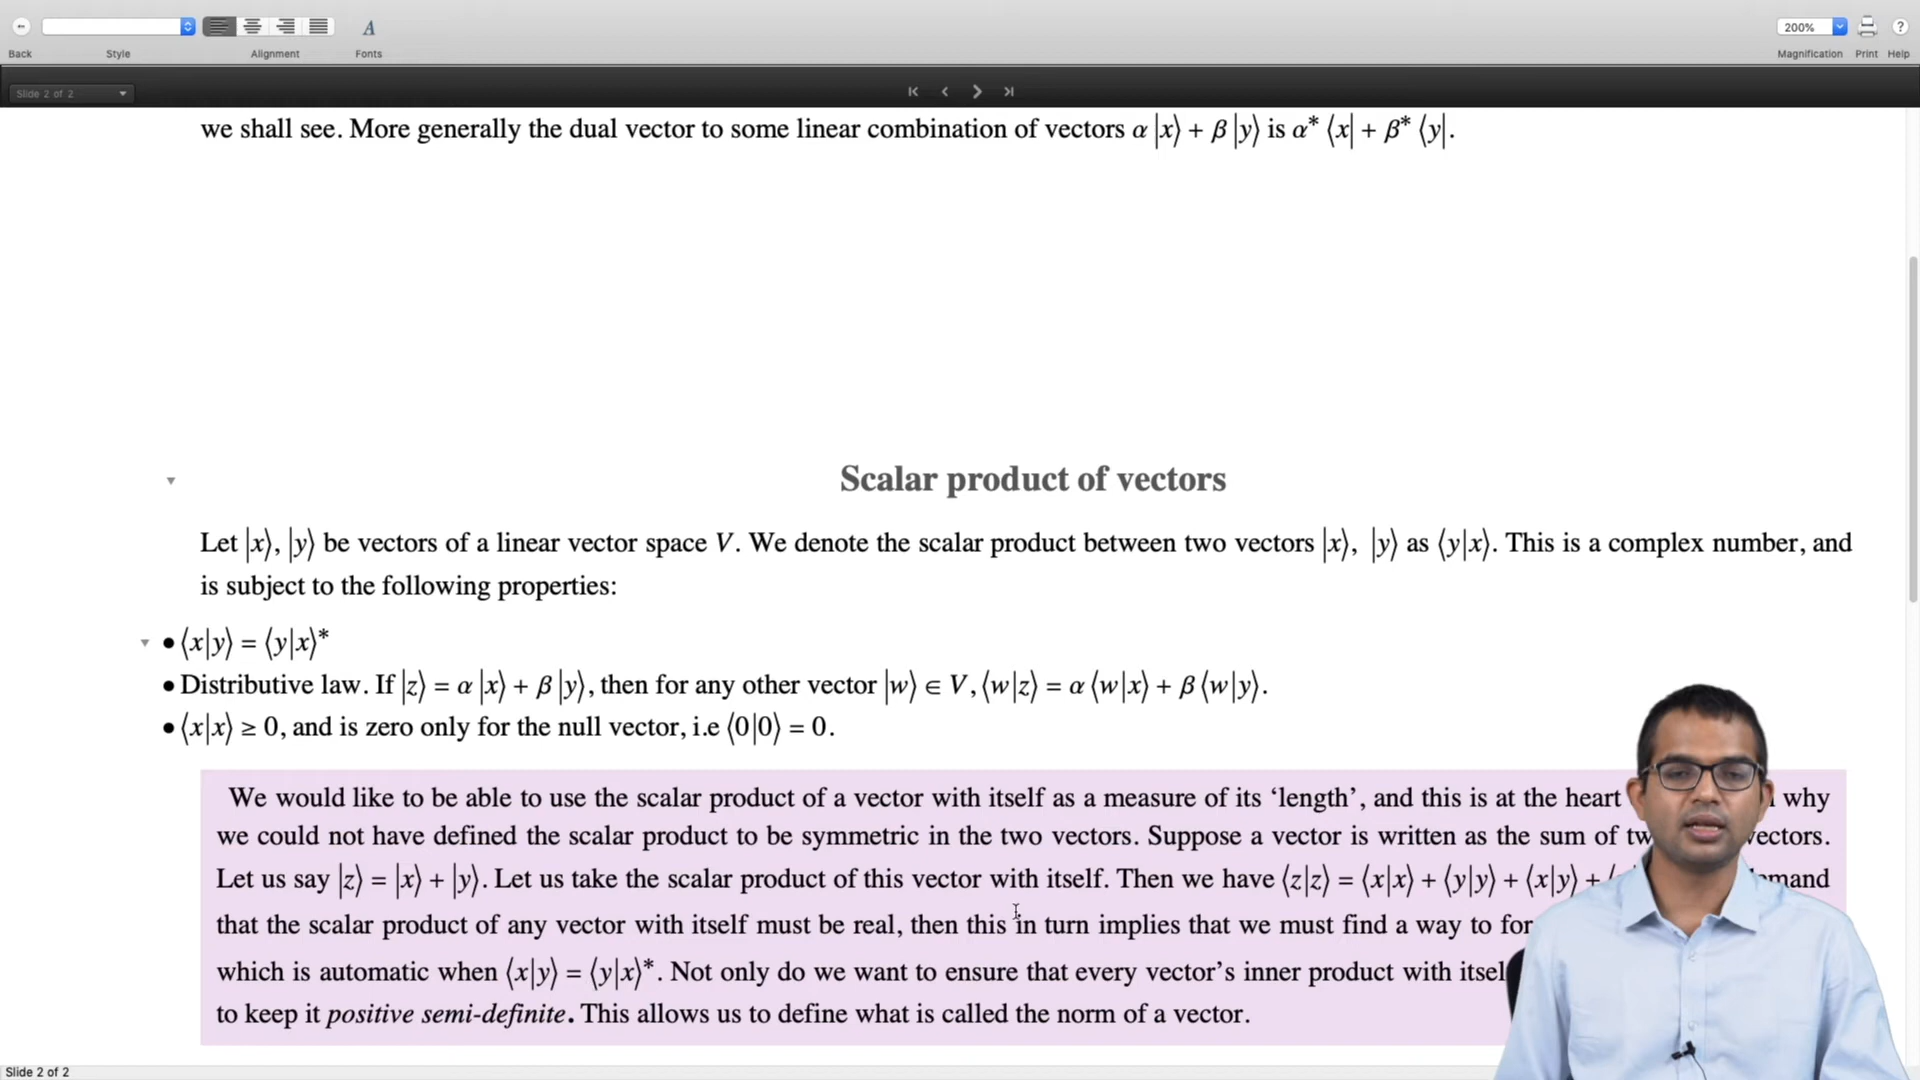 Back
Style
Alignment
A
Fonts
200%
Magnification
Print
?
Help
Slide 2 of 2
we shall see. More generally the dual vector to some linear combination of vectors α |x⟩ + β |y⟩ is α* ⟨x| + β* ⟨y|.
Scalar product of vectors
Let |x⟩, |y⟩ be vectors of a linear vector space V. We denote the scalar product between two vectors |x⟩, |y⟩ as ⟨y|x⟩. This is a complex number, and
is subject to the following properties:
• ⟨x|y⟩ = ⟨y|x⟩*
• Distributive law. If |z⟩ = α |x⟩ + β |y⟩, then for any other vector |w⟩ ∈ V, ⟨w|z⟩ = α ⟨w|x⟩ + β ⟨w|y⟩.
• ⟨x|x⟩ ≥ 0, and is zero only for the null vector, i.e ⟨0|0⟩ = 0.
We would like to be able to use the scalar product of a vector with itself as a measure of its ‘length’, and this is at the heart why
we could not have defined the scalar product to be symmetric in the two vectors. Suppose a vector is written as the sum of vectors.
Let us say |z⟩ = |x⟩ + |y⟩. Let us take the scalar product of this vector with itself. Then we have ⟨z|z⟩ = ⟨x|x⟩ + ⟨y|y⟩ + ⟨x|y⟩ +
that the scalar product of any vector with itself must be real, then this in turn implies that we must find a way to
which is automatic when ⟨x|y⟩ = ⟨y|x⟩*. Not only do we want to ensure that every vector’s inner product with
to keep it positive semi-definite. This allows us to define what is called the norm of a vector.
Slide 2 of 2